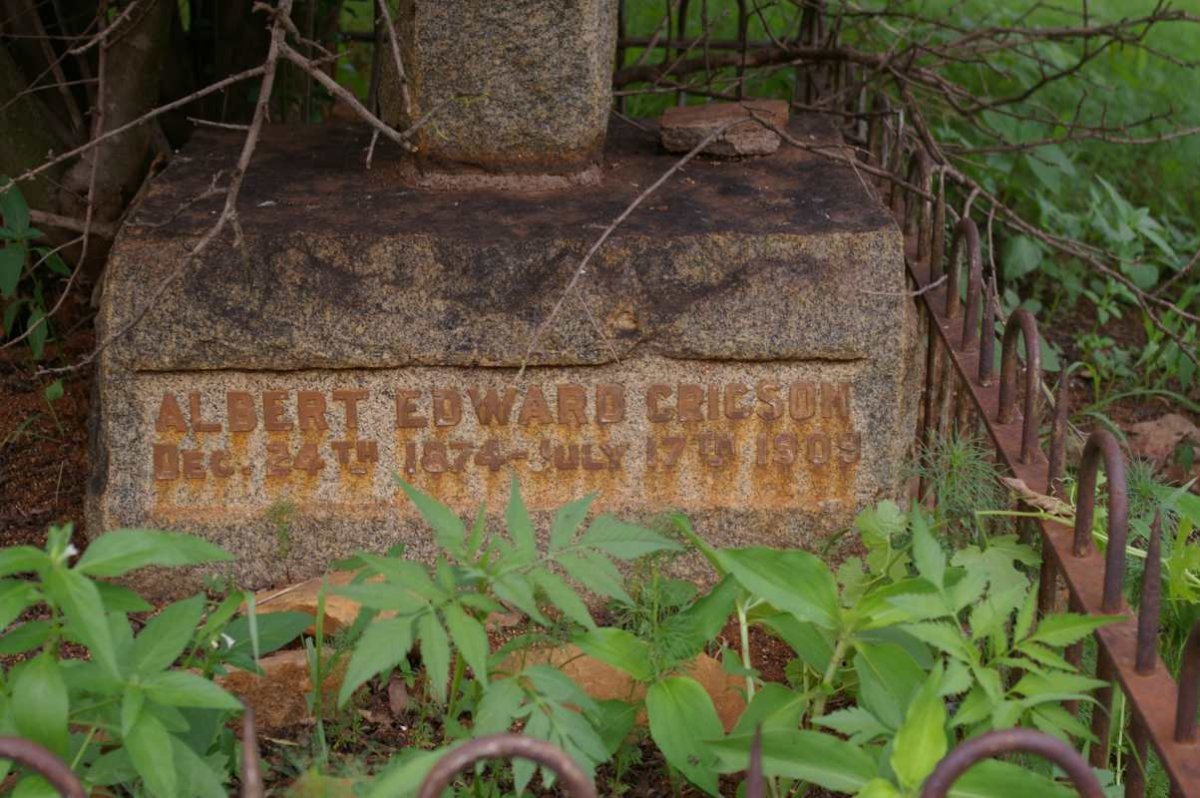 ALBERT EDWARD CRICSON
DEC. 24TH 1874 - JULY 17TH 1909